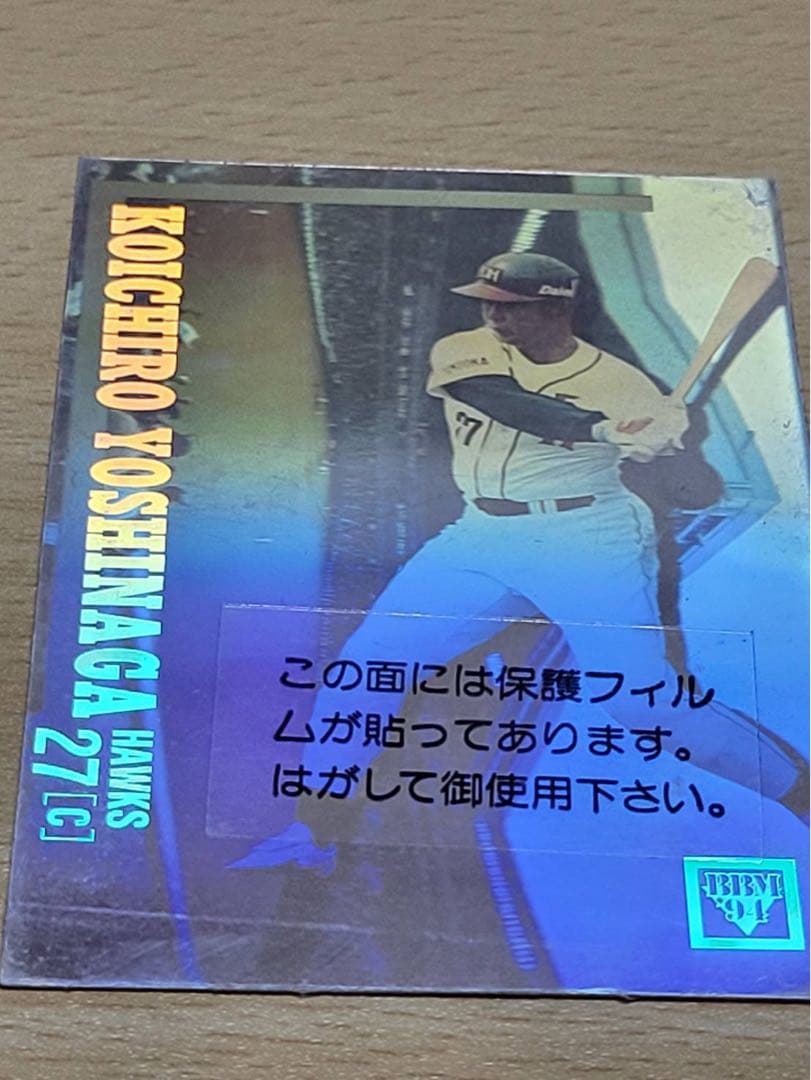 KOICHIRO YOSHINAGA
HAWKS
27[C]
27
この面には保護フィル
ムが貼ってあります。
はがして御使用下さい。
BBM
'94